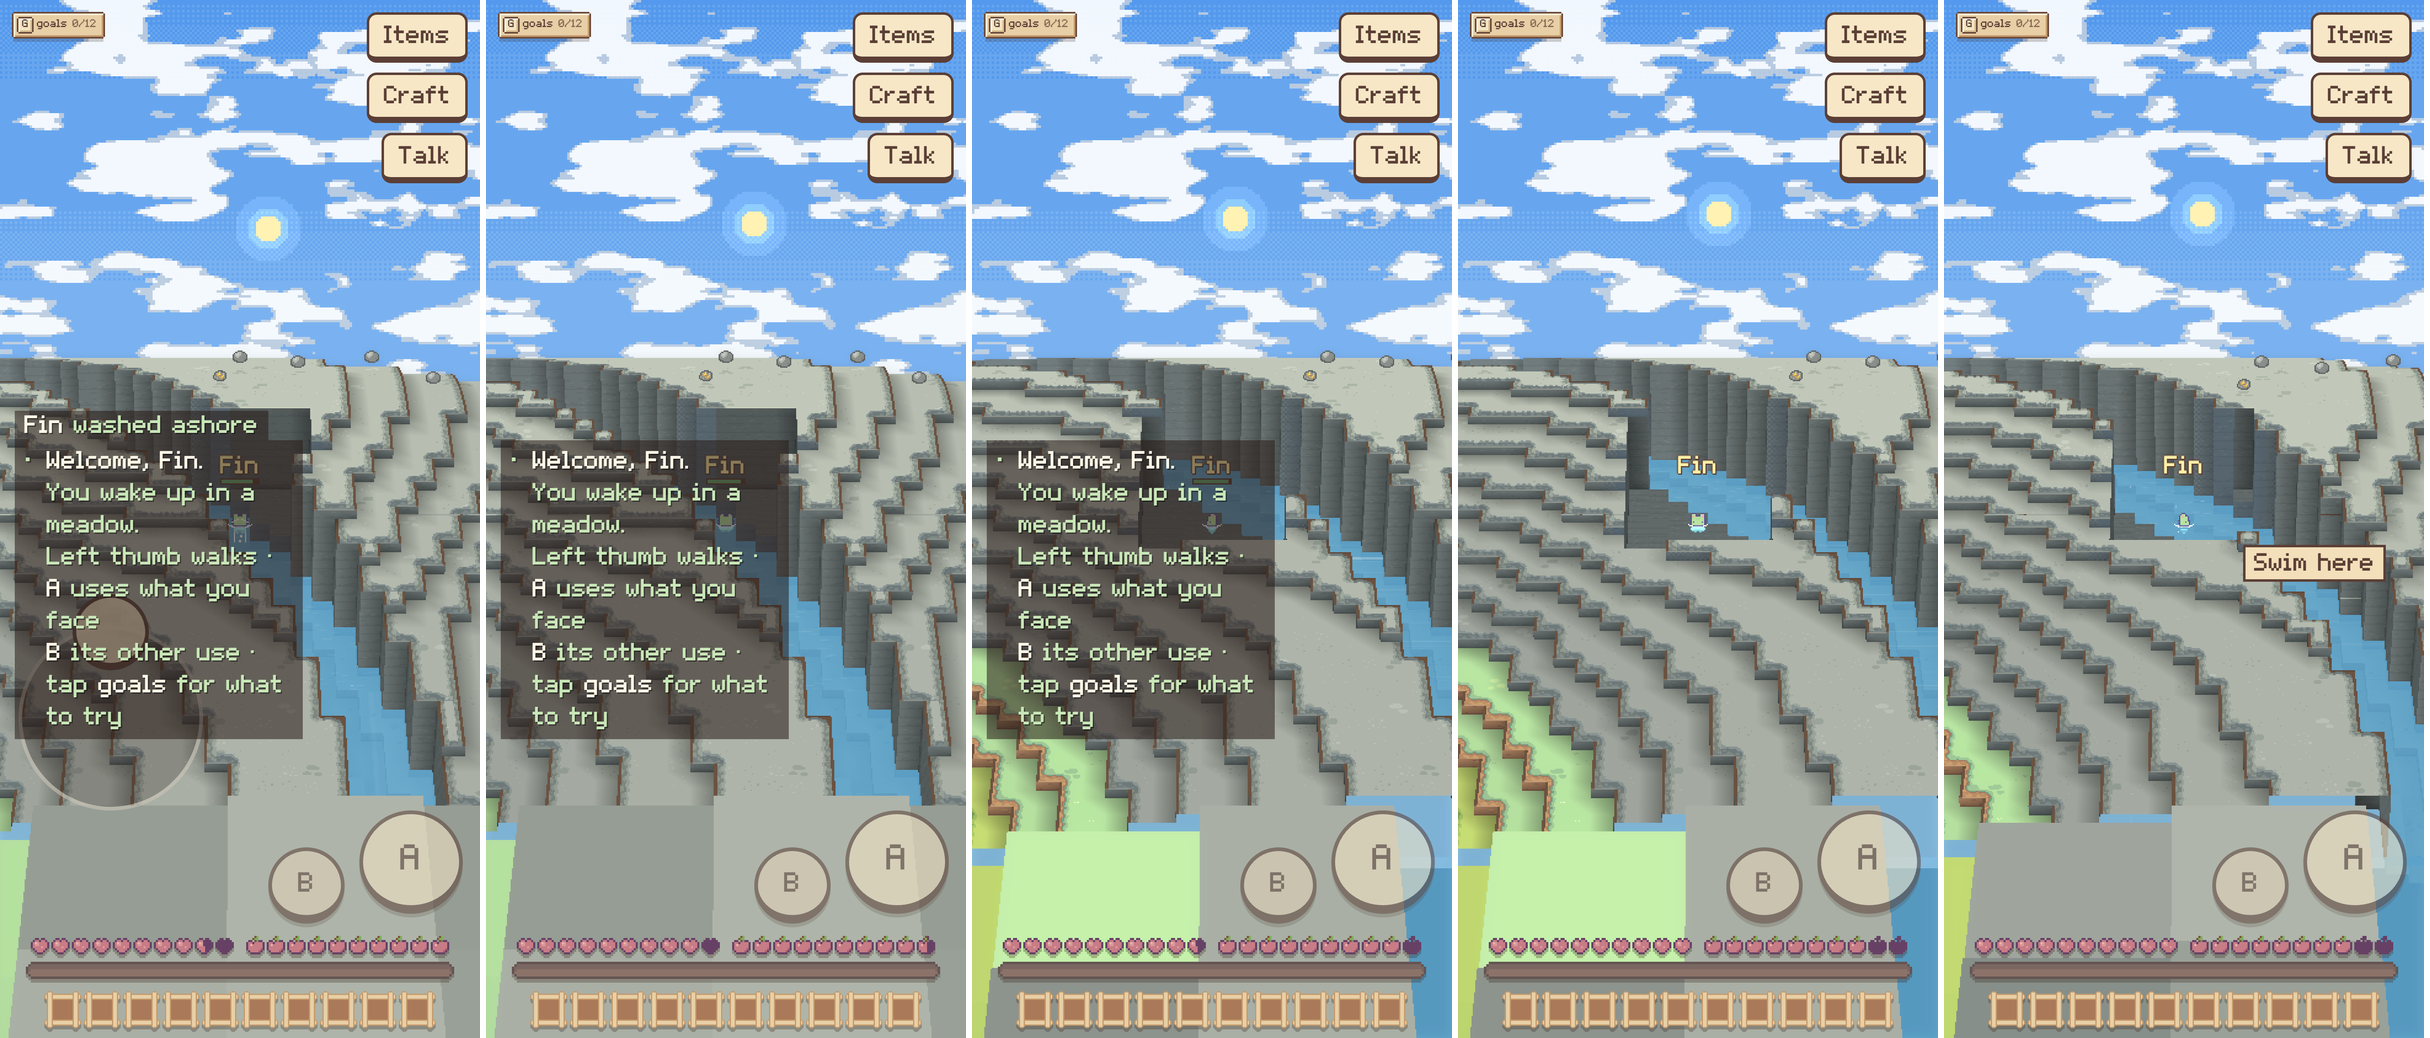 G goals 0/12
Items
Craft
Talk
Fin washed ashore
· Welcome, Fin.
Fin
You wake up in a
meadow.
Left thumb walks ·
A uses what you
face
B its other use ·
tap goals for what
to try
A
B
G goals 0/12
Items
Craft
Talk
· Welcome, Fin.
Fin
You wake up in a
meadow.
Left thumb walks ·
A uses what you
face
B its other use ·
tap goals for what
to try
A
B
G goals 0/12
Items
Craft
Talk
· Welcome, Fin.
Fin
You wake up in a
meadow.
Left thumb walks ·
A uses what you
face
B its other use ·
tap goals for what
to try
A
B
G goals 0/12
Items
Craft
Talk
Fin
A
B
G goals 0/12
Items
Craft
Talk
Fin
Swim here
A
B